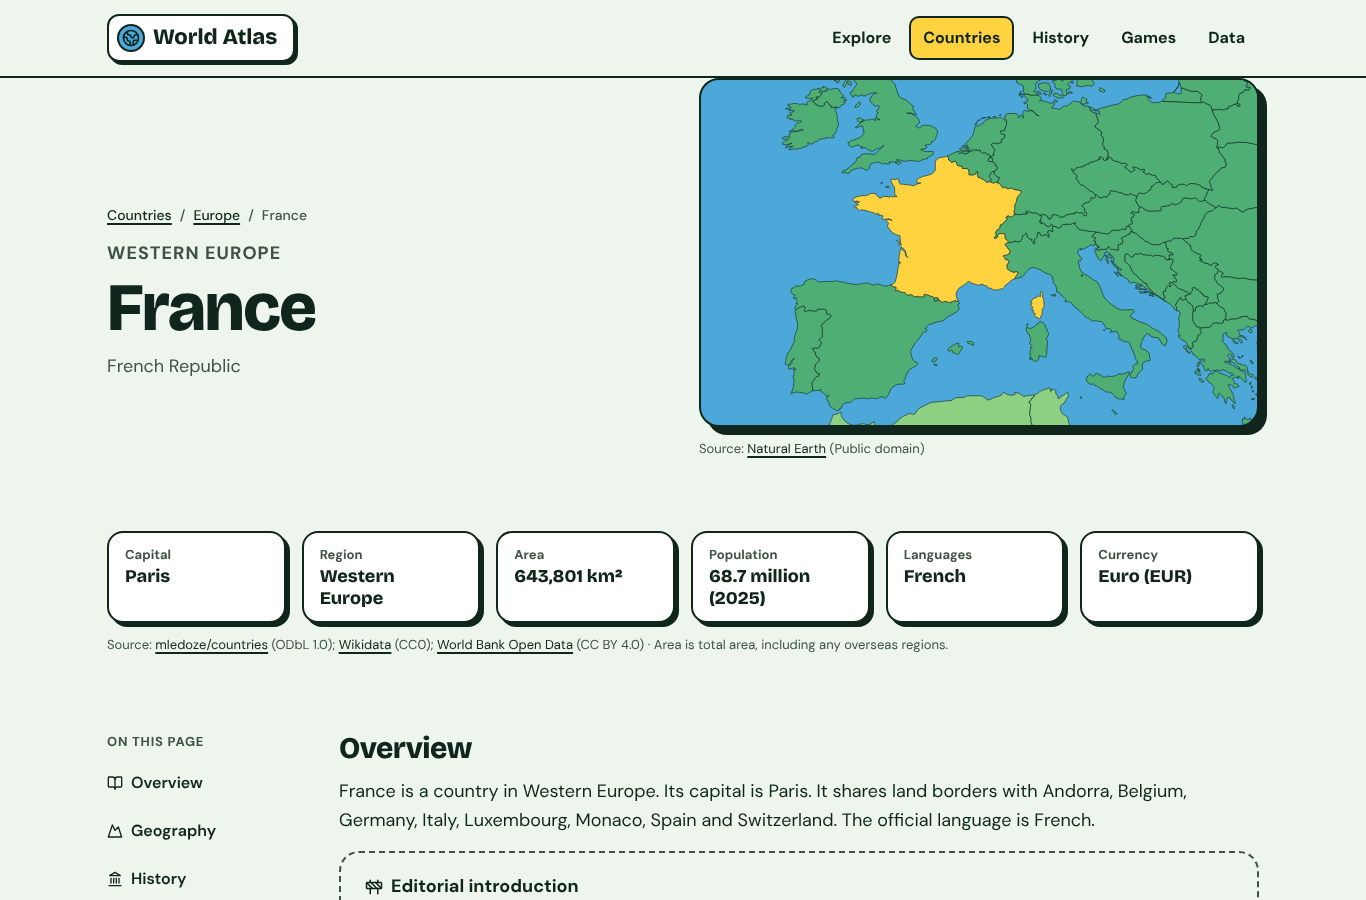 World Atlas
Explore
Countries
History
Games
Data
Countries / Europe / France
WESTERN EUROPE
France
French Republic
Source: Natural Earth (Public domain)
Capital
Paris
Region
Western
Europe
Area
643,801 km²
Population
68.7 million
(2025)
Languages
French
Currency
Euro (EUR)
Source: mledoze/countries (ODbL 1.0); Wikidata (CC0); World Bank Open Data (CC BY 4.0) · Area is total area, including any overseas regions.
ON THIS PAGE
Overview
Geography
History
Overview
France is a country in Western Europe. Its capital is Paris. It shares land borders with Andorra, Belgium,
Germany, Italy, Luxembourg, Monaco, Spain and Switzerland. The official language is French.
Editorial introduction